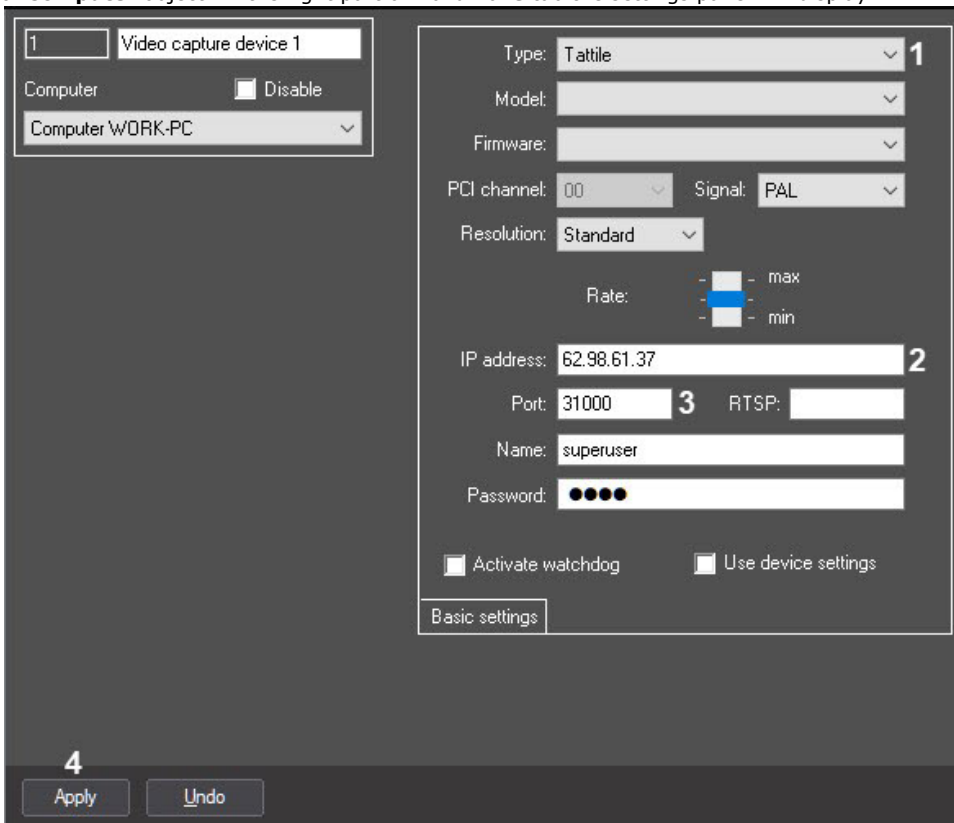 1 Video capture device 1
Computer Disable
Computer WORK-PC
Type: Tattile 1
Model:
Firmware:
PCI channel: 00 Signal: PAL
Resolution: Standard
Rate: max
min
IP address: 62.98.61.37 2
Port: 31000 3 RTSP:
Name: superuser
Password: ●●●●
Activate watchdog Use device settings
Basic settings
4
Apply Undo